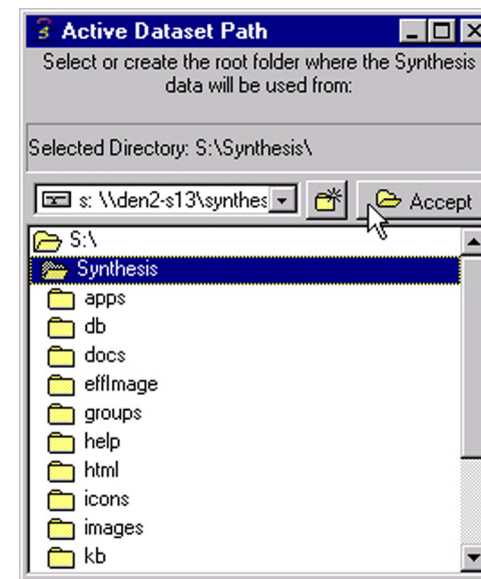 Active Dataset Path
Select or create the root folder where the Synthesis
data will be used from:
Selected Directory: S:\Synthesis\
s: \\den2-s13\synthes
Accept
S:\
Synthesis
apps
db
docs
effImage
groups
help
html
icons
images
kb